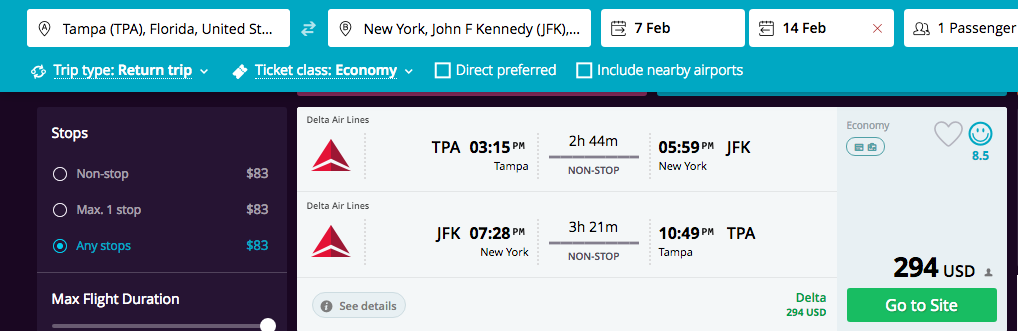 A Tampa (TPA), Florida, United St...
B New York, John F Kennedy (JFK),...
7 Feb
14 Feb
1 Passenger
Trip type: Return trip
Ticket class: Economy
Direct preferred
Include nearby airports
Stops
Non-stop $83
Max. 1 stop $83
Any stops $83
Max Flight Duration
Delta Air Lines
TPA 03:15 PM
Tampa
2h 44m
NON-STOP
05:59 PM JFK
New York
Delta Air Lines
JFK 07:28 PM
New York
3h 21m
NON-STOP
10:49 PM TPA
Tampa
See details
Delta
294 USD
Economy
8.5
294 USD
Go to Site